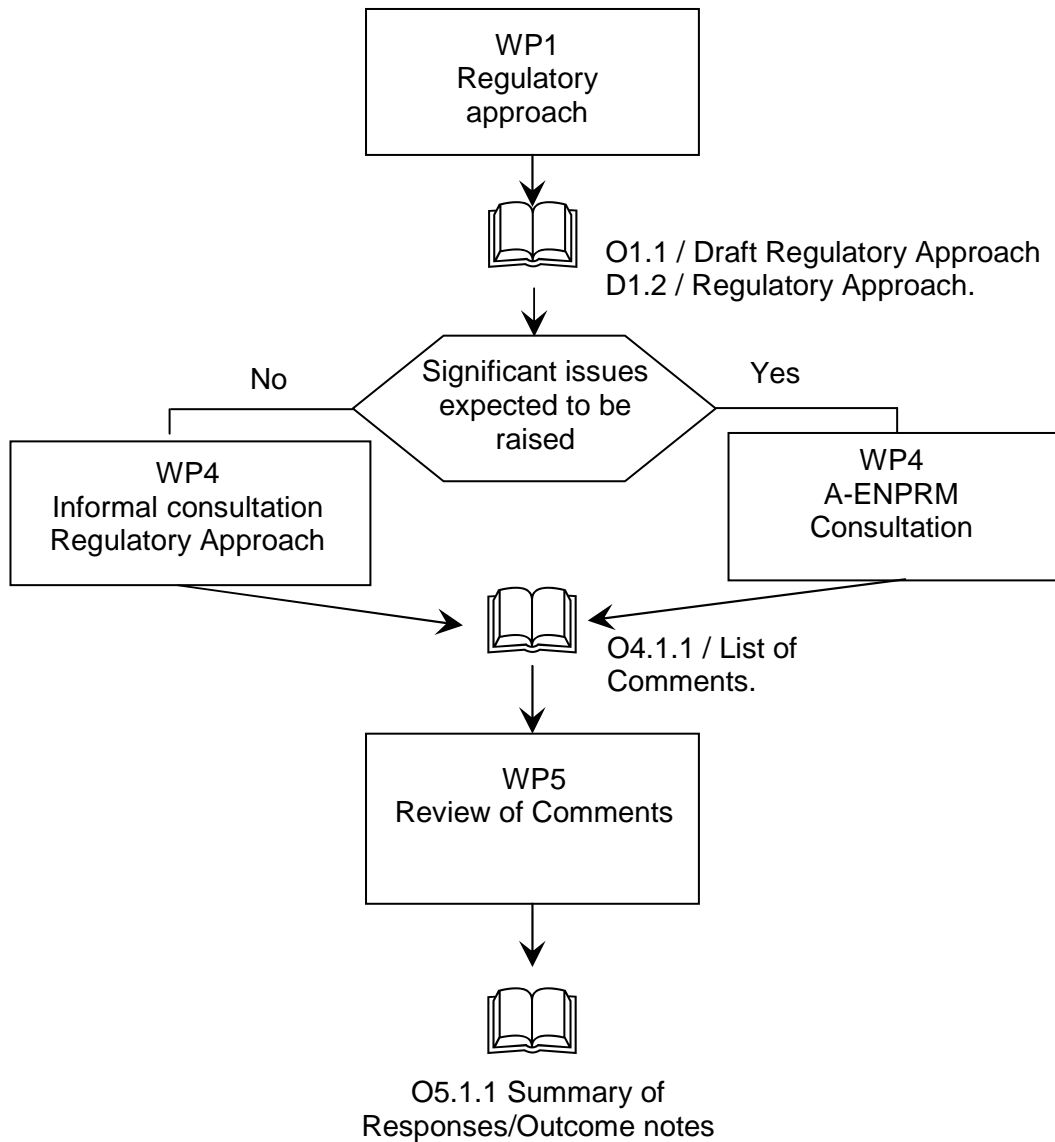 WP1
Regulatory
approach
O1.1 / Draft Regulatory Approach
D1.2 / Regulatory Approach.
No
Significant issues
expected to be
raised
Yes
WP4
Informal consultation
Regulatory Approach
WP4
A-ENPRM
Consultation
O4.1.1 / List of
Comments.
WP5
Review of Comments
O5.1.1 Summary of
Responses/Outcome notes